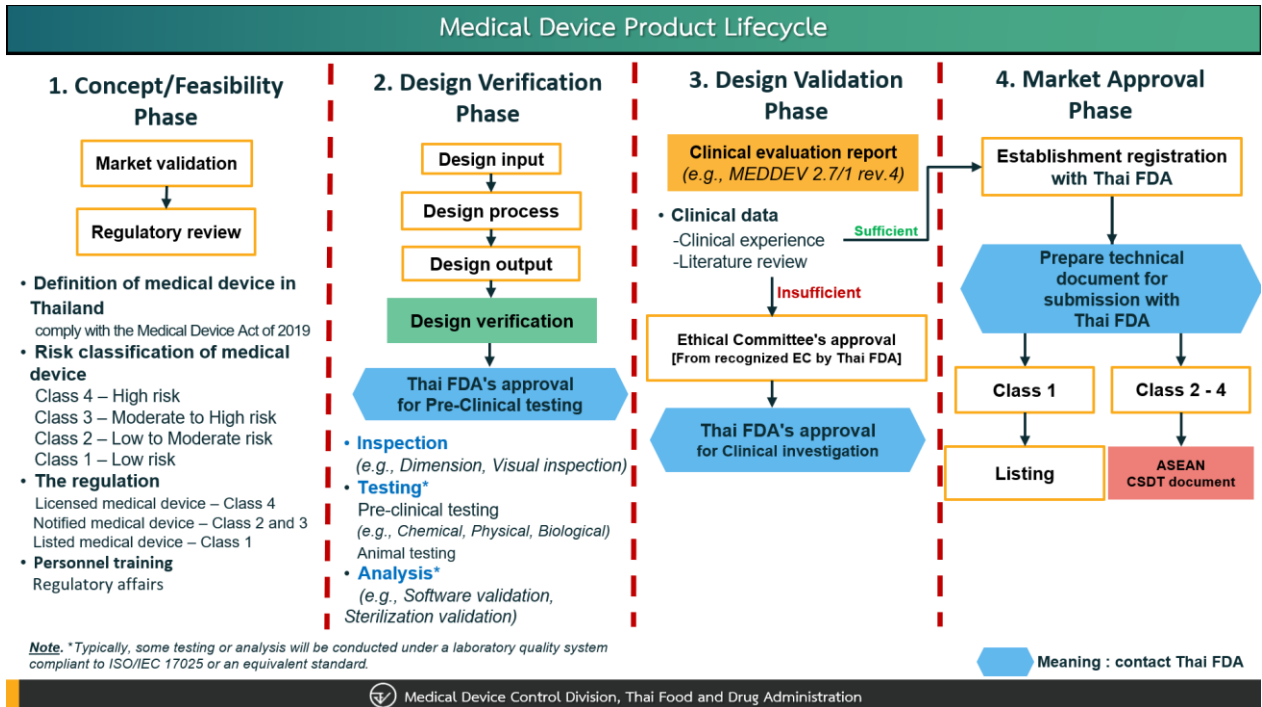 Medical Device Product Lifecycle
1. Concept/Feasibility
Phase
Market validation
Regulatory review
• Definition of medical device in
Thailand
comply with the Medical Device Act of 2019
• Risk classification of medical
device
Class 4 – High risk
Class 3 – Moderate to High risk
Class 2 – Low to Moderate risk
Class 1 – Low risk
• The regulation
Licensed medical device – Class 4
Notified medical device – Class 2 and 3
Listed medical device – Class 1
• Personnel training
Regulatory affairs
2. Design Verification
Phase
Design input
Design process
Design output
Design verification
Thai FDA's approval
for Pre-Clinical testing
• Inspection
(e.g., Dimension, Visual inspection)
• Testing*
Pre-clinical testing
(e.g., Chemical, Physical, Biological)
Animal testing
• Analysis*
(e.g., Software validation,
Sterilization validation)
3. Design Validation
Phase
Clinical evaluation report
(e.g., MEDDEV 2.7/1 rev.4)
• Clinical data
-Clinical experience
-Literature review
Sufficient
Insufficient
Ethical Committee's approval
[From recognized EC by Thai FDA]
Thai FDA's approval
for Clinical investigation
4. Market Approval
Phase
Establishment registration
with Thai FDA
Prepare technical
document for
submission with
Thai FDA
Class 1
Class 2 - 4
Listing
ASEAN
CSDT document
Note. *Typically, some testing or analysis will be conducted under a laboratory quality system
compliant to ISO/IEC 17025 or an equivalent standard.
Meaning : contact Thai FDA
Medical Device Control Division, Thai Food and Drug Administration